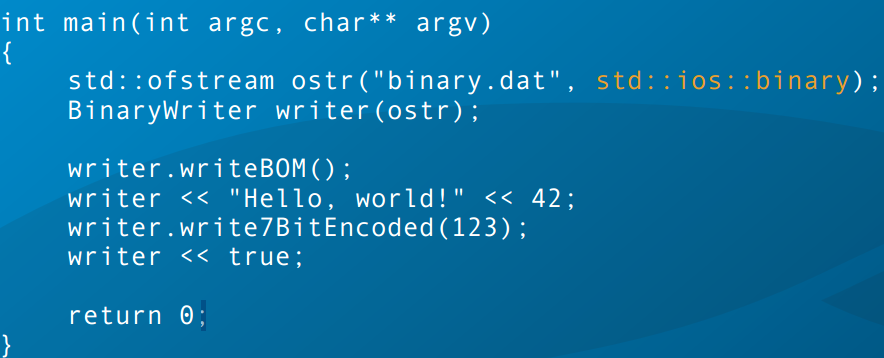 int main(int argc, char** argv)
{
    std::ofstream ostr("binary.dat", std::ios::binary);
    BinaryWriter writer(ostr);

    writer.writeBOM();
    writer << "Hello, world!" << 42;
    writer.write7BitEncoded(123);
    writer << true;

    return 0;
}